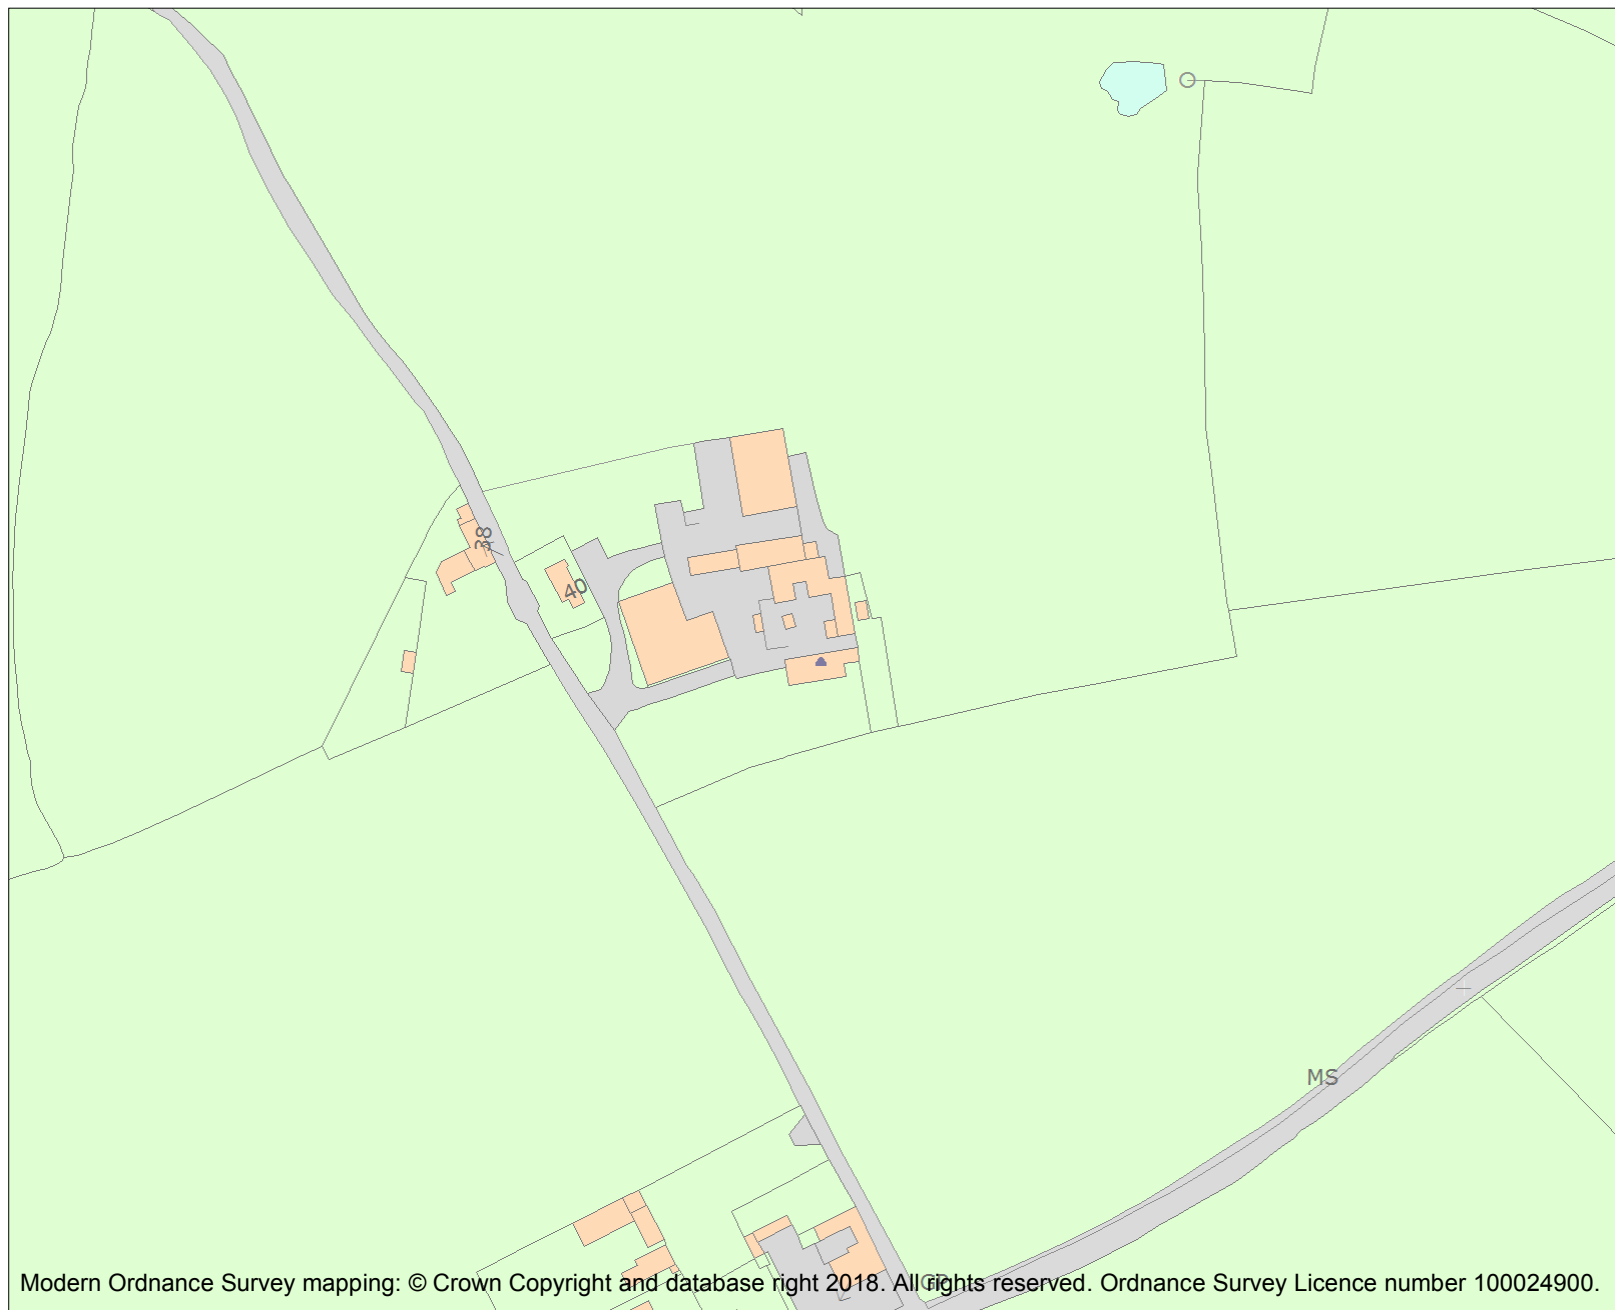 38
40
MS
GP
Modern Ordnance Survey mapping: © Crown Copyright and database right 2018. All rights reserved. Ordnance Survey Licence number 100024900.